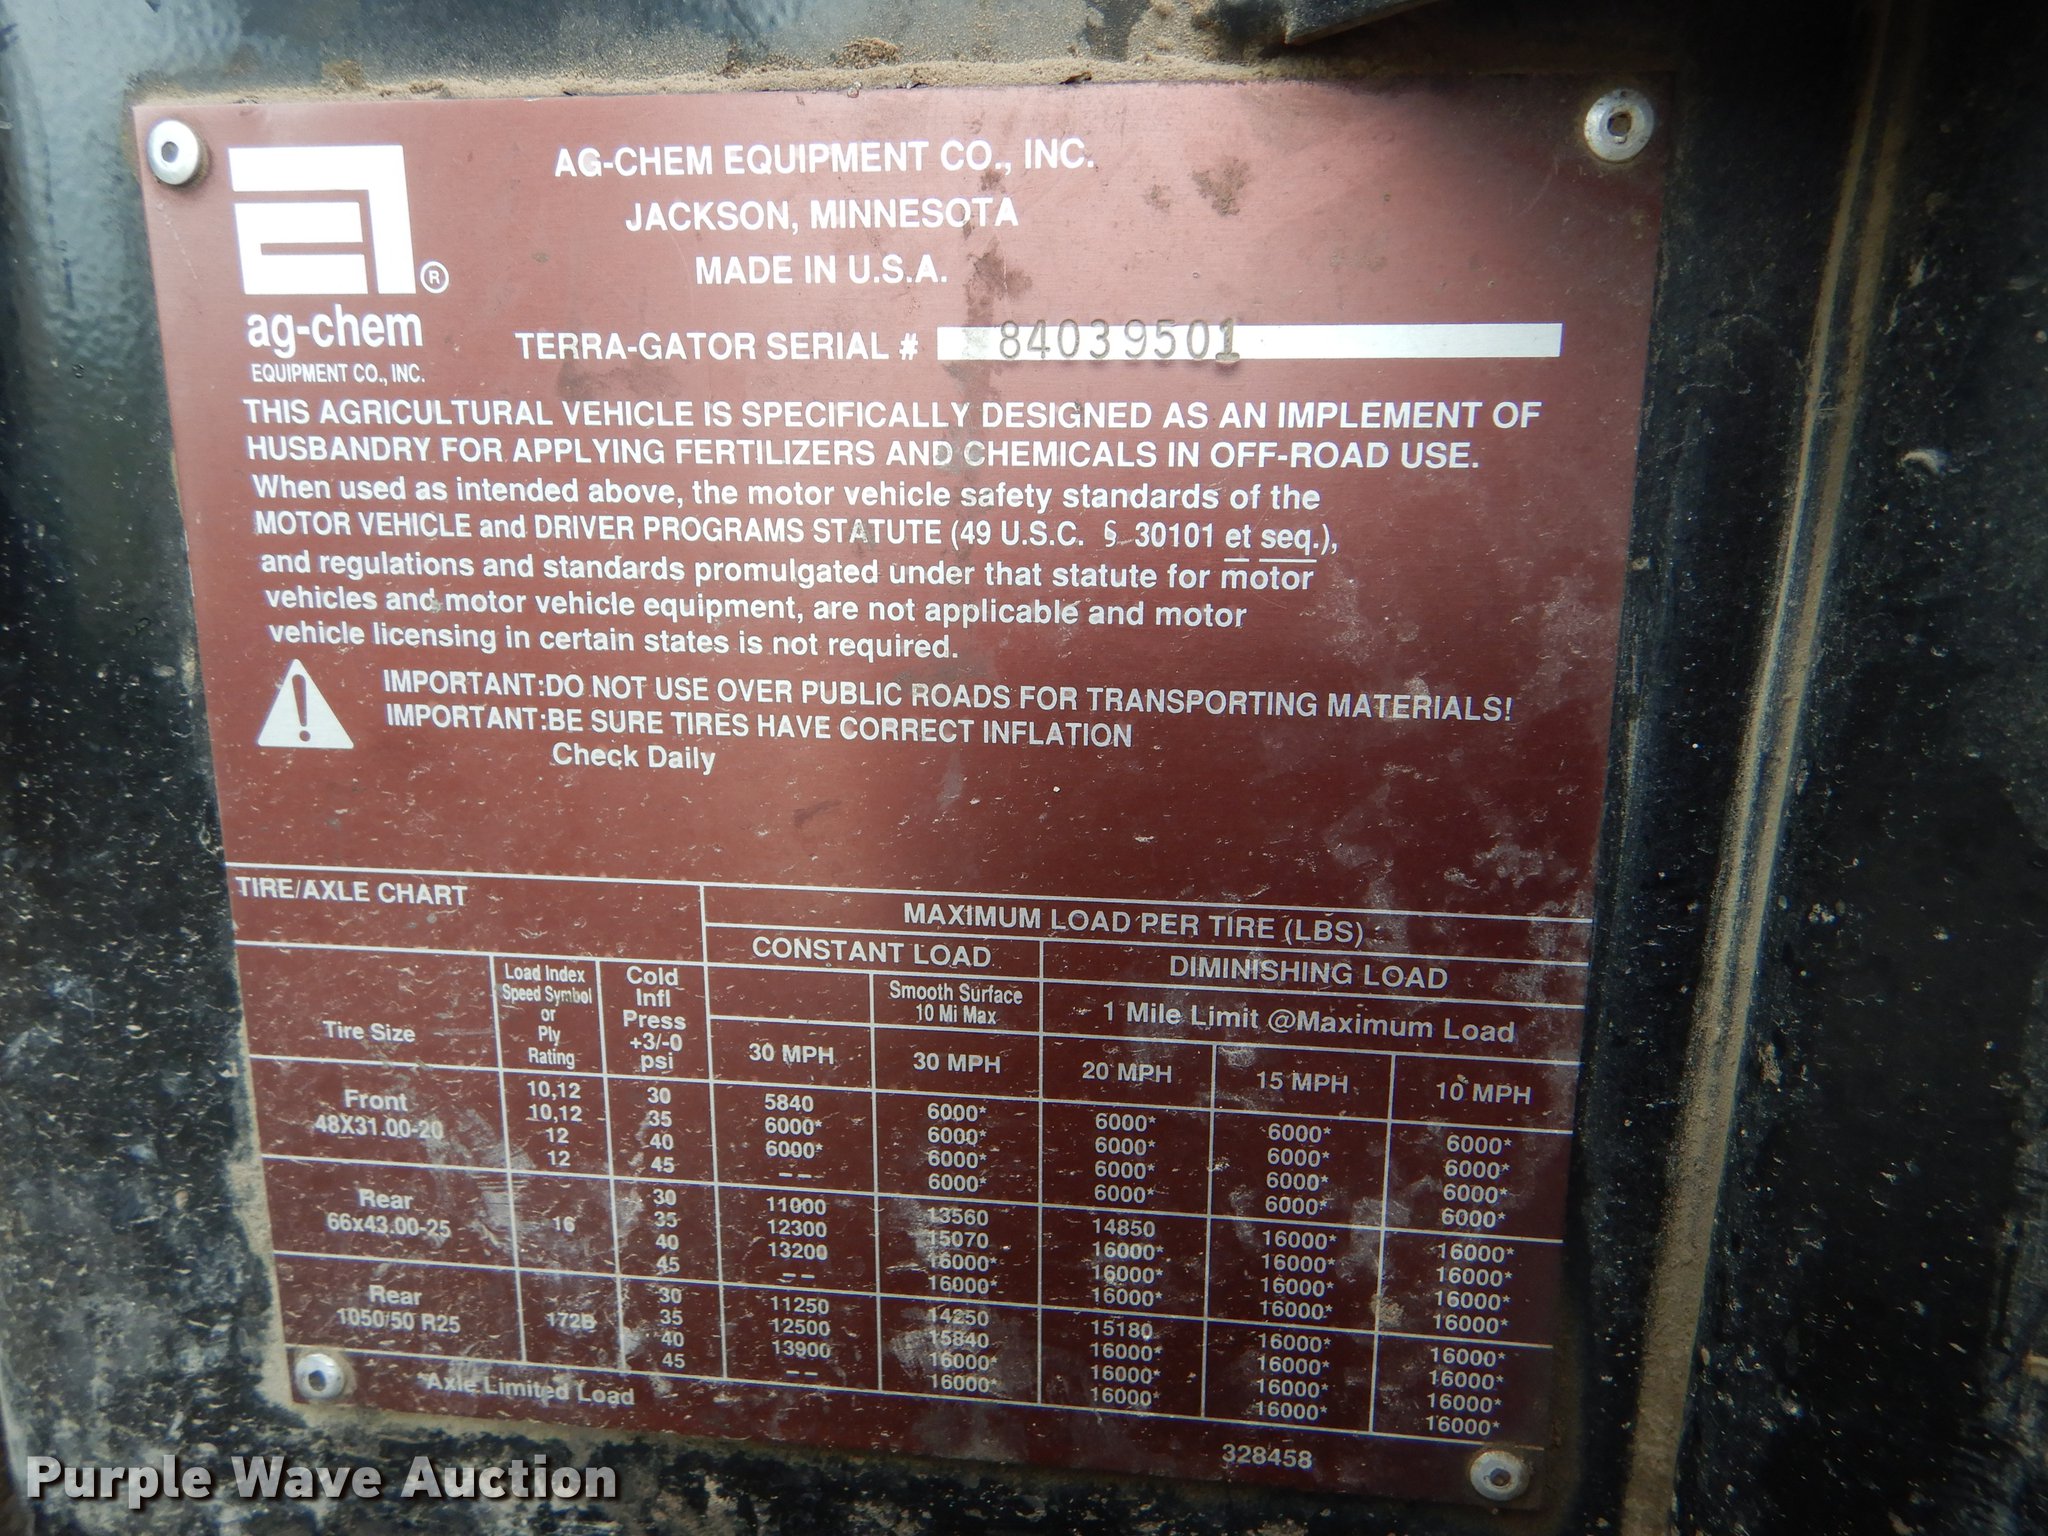 AG-CHEM EQUIPMENT CO., INC.
JACKSON, MINNESOTA
MADE IN U.S.A.
®
ag-chem
EQUIPMENT CO., INC.
TERRA-GATOR SERIAL # 84039501
THIS AGRICULTURAL VEHICLE IS SPECIFICALLY DESIGNED AS AN IMPLEMENT OF
HUSBANDRY FOR APPLYING FERTILIZERS AND CHEMICALS IN OFF-ROAD USE.
When used as intended above, the motor vehicle safety standards of the
MOTOR VEHICLE and DRIVER PROGRAMS STATUTE (49 U.S.C. § 30101 et seq.),
and regulations and standards promulgated under that statute for motor
vehicles and motor vehicle equipment, are not applicable and motor
vehicle licensing in certain states is not required.
IMPORTANT:DO NOT USE OVER PUBLIC ROADS FOR TRANSPORTING MATERIALS!
IMPORTANT:BE SURE TIRES HAVE CORRECT INFLATION
Check Daily
TIRE/AXLE CHART
MAXIMUM LOAD PER TIRE (LBS)
CONSTANT LOAD DIMINISHING LOAD
Tire Size
Load Index
Speed Symbol
or
Ply
Rating
Cold
Infl
Press
+3/-0
psi
Smooth Surface
10 Mi Max
1 Mile Limit @Maximum Load
30 MPH 30 MPH 20 MPH 15 MPH 10 MPH
Front
48X31.00-20
10,12 30 5840 6000* 6000* 6000* 6000*
10,12 35 6000* 6000* 6000* 6000* 6000*
12 40 6000* 6000* 6000* 6000* 6000*
12 45 -- 6000* 6000* 6000* 6000*
Rear
66x43.00-25
16
30 11000 13560 14850 16000* 16000*
35 12300 15070 16000* 16000* 16000*
40 13200 16000* 16000* 16000* 16000*
45 -- 16000* 16000* 16000* 16000*
Rear
1050/50 R25
172B
30 11250 14250 15180 16000* 16000*
35 12500 15840 16000* 16000* 16000*
40 13900 16000* 16000* 16000* 16000*
45 -- 16000* 16000* 16000* 16000*
*Axle Limited Load
328458
Purple Wave Auction